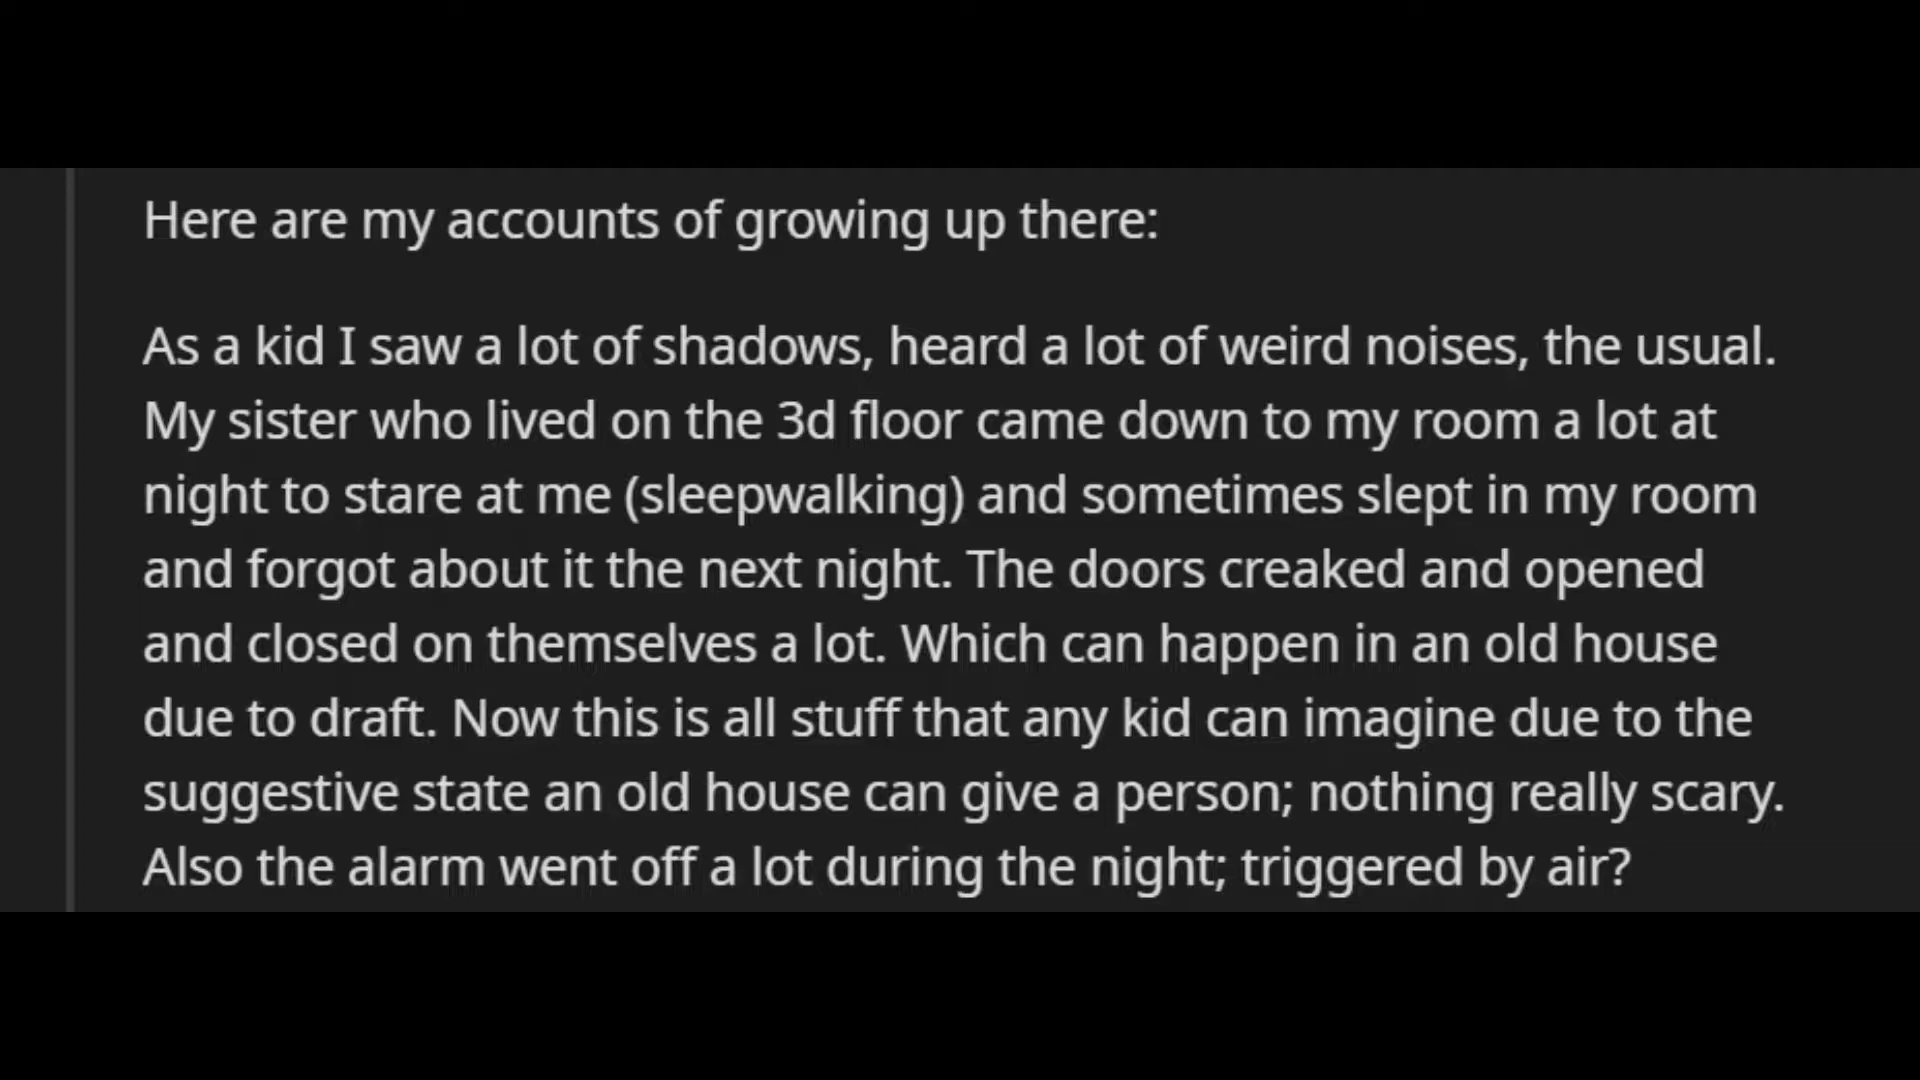 Here are my accounts of growing up there:
As a kid I saw a lot of shadows, heard a lot of weird noises, the usual.
My sister who lived on the 3d floor came down to my room a lot at
night to stare at me (sleepwalking) and sometimes slept in my room
and forgot about it the next night. The doors creaked and opened
and closed on themselves a lot. Which can happen in an old house
due to draft. Now this is all stuff that any kid can imagine due to the
suggestive state an old house can give a person; nothing really scary.
Also the alarm went off a lot during the night; triggered by air?